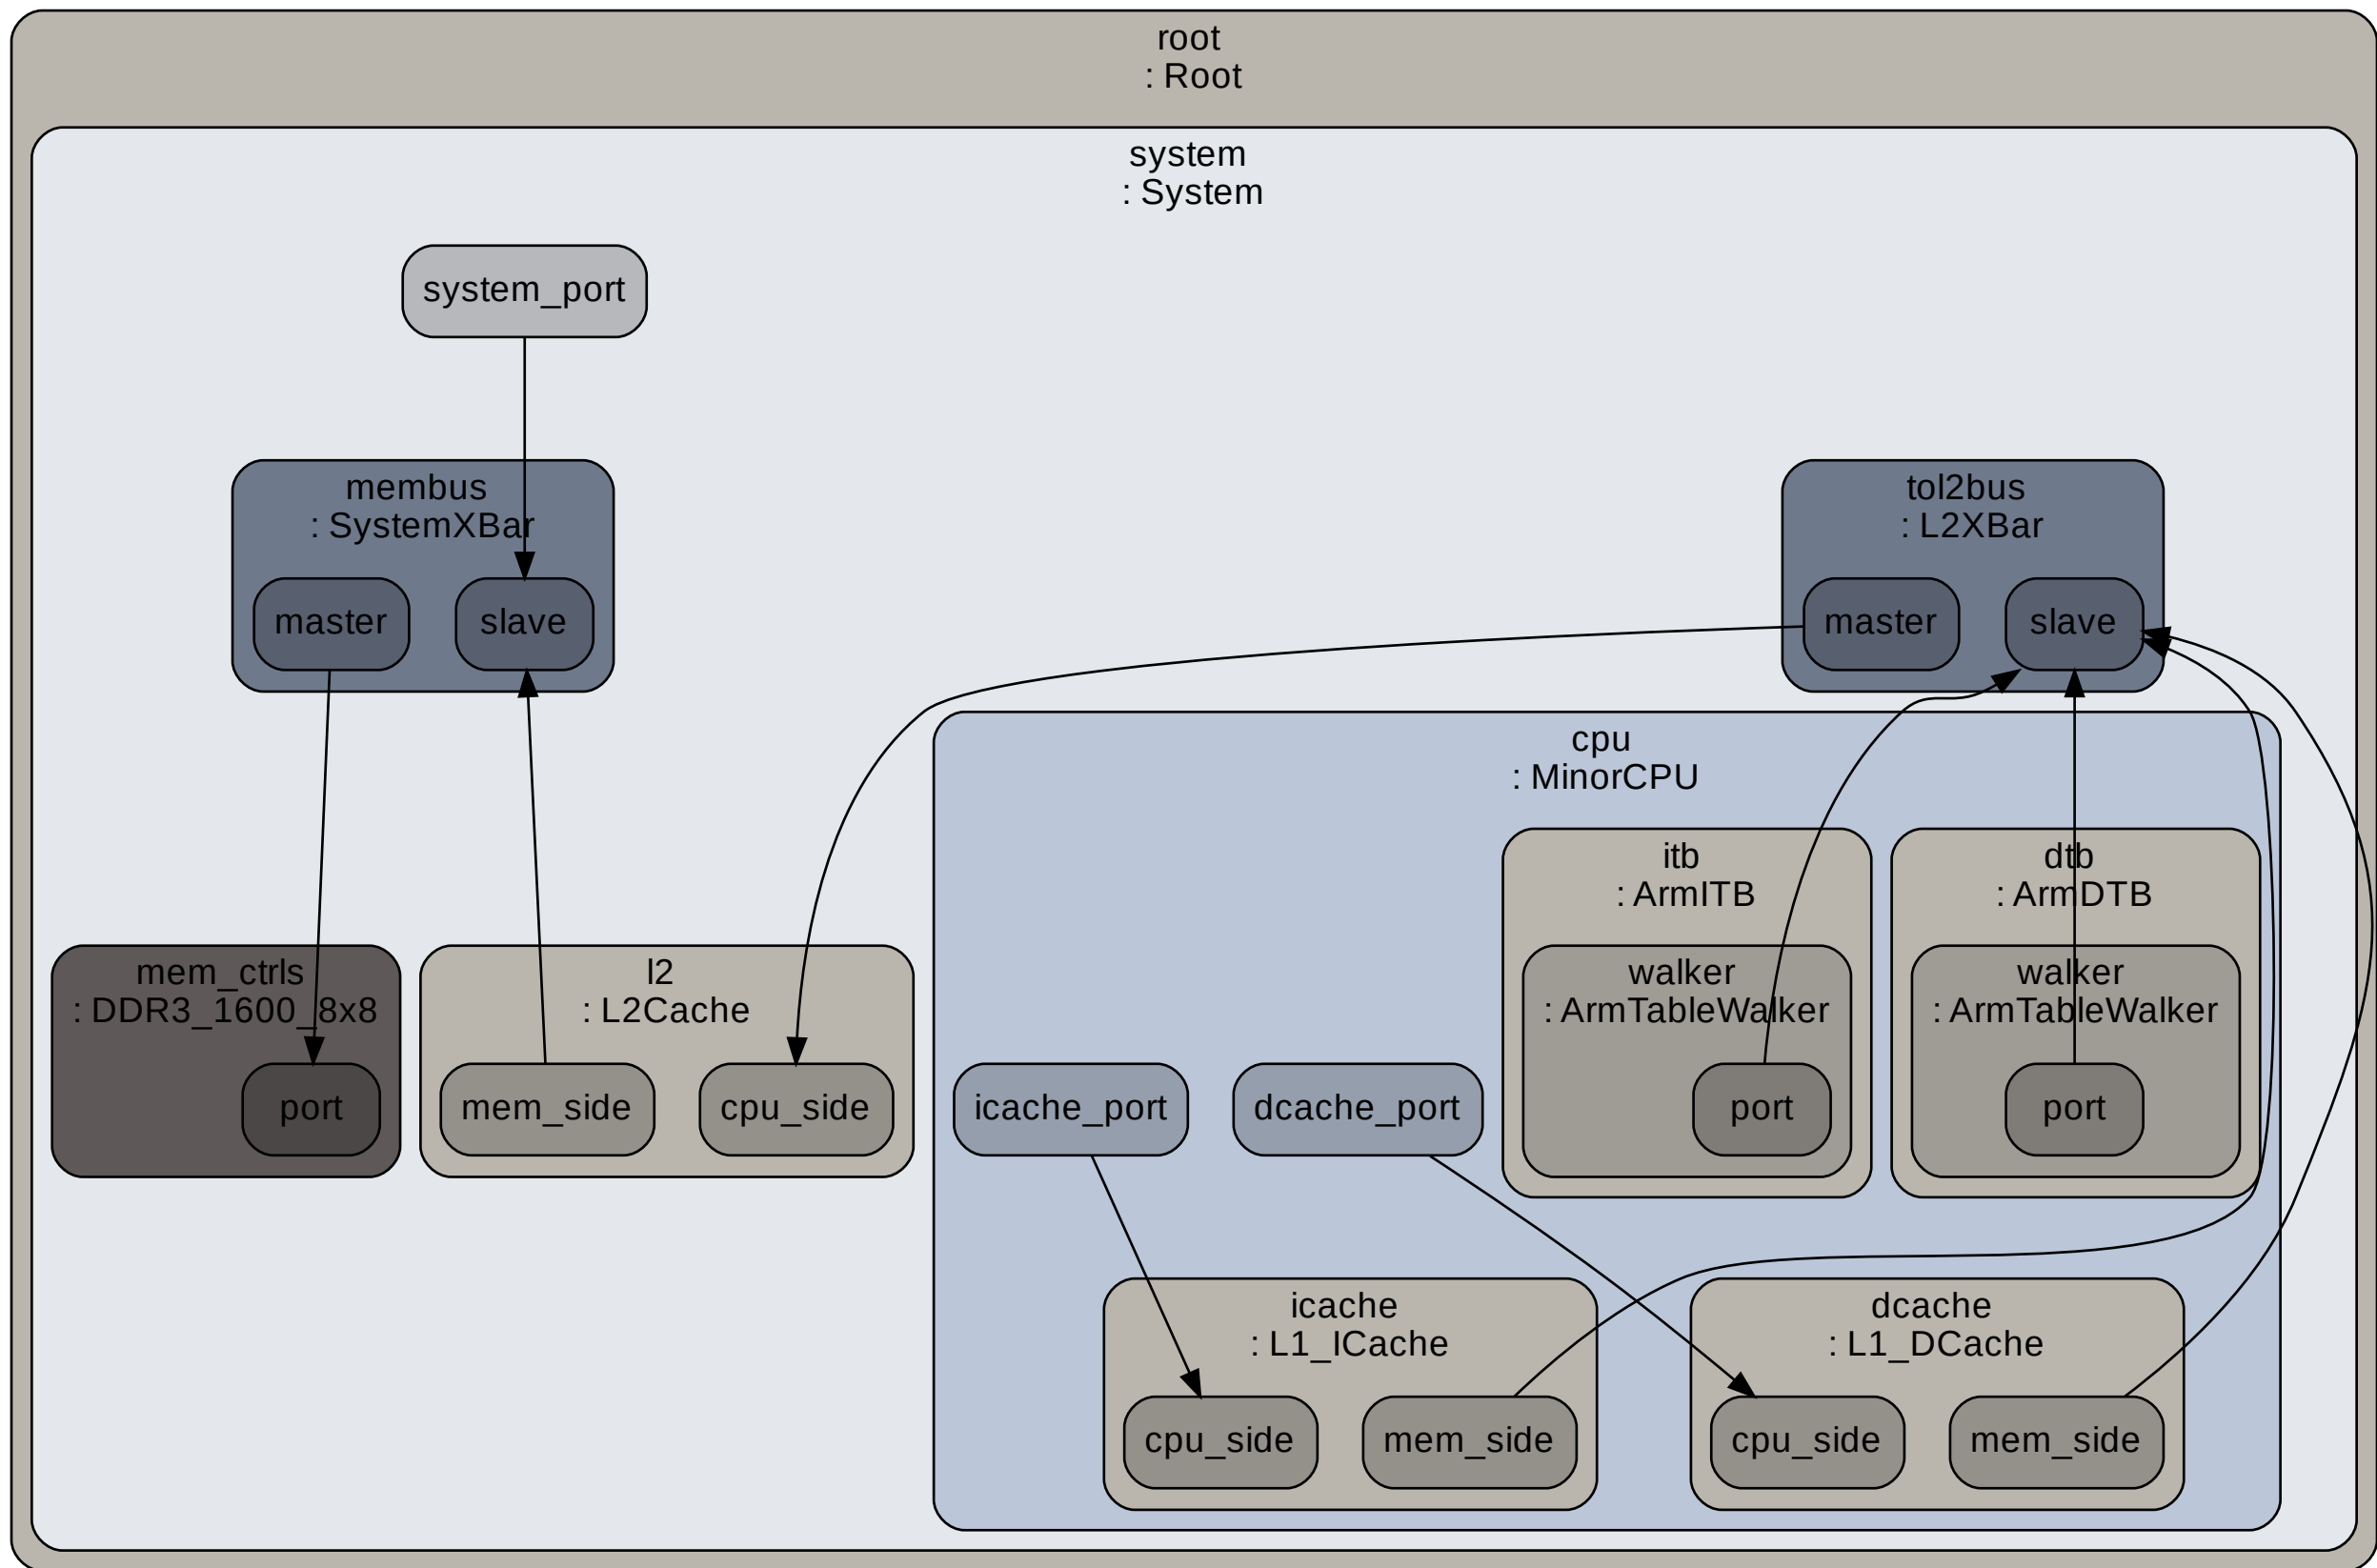 root
: Root
system
: System
system_port
membus
: SystemXBar
master
slave
tol2bus
: L2XBar
master
slave
cpu
: MinorCPU
itb
: ArmITB
walker
: ArmTableWalker
port
dtb
: ArmDTB
walker
: ArmTableWalker
port
mem_ctrls
: DDR3_1600_8x8
port
l2
: L2Cache
mem_side
cpu_side
icache_port
dcache_port
icache
: L1_ICache
cpu_side
mem_side
dcache
: L1_DCache
cpu_side
mem_side